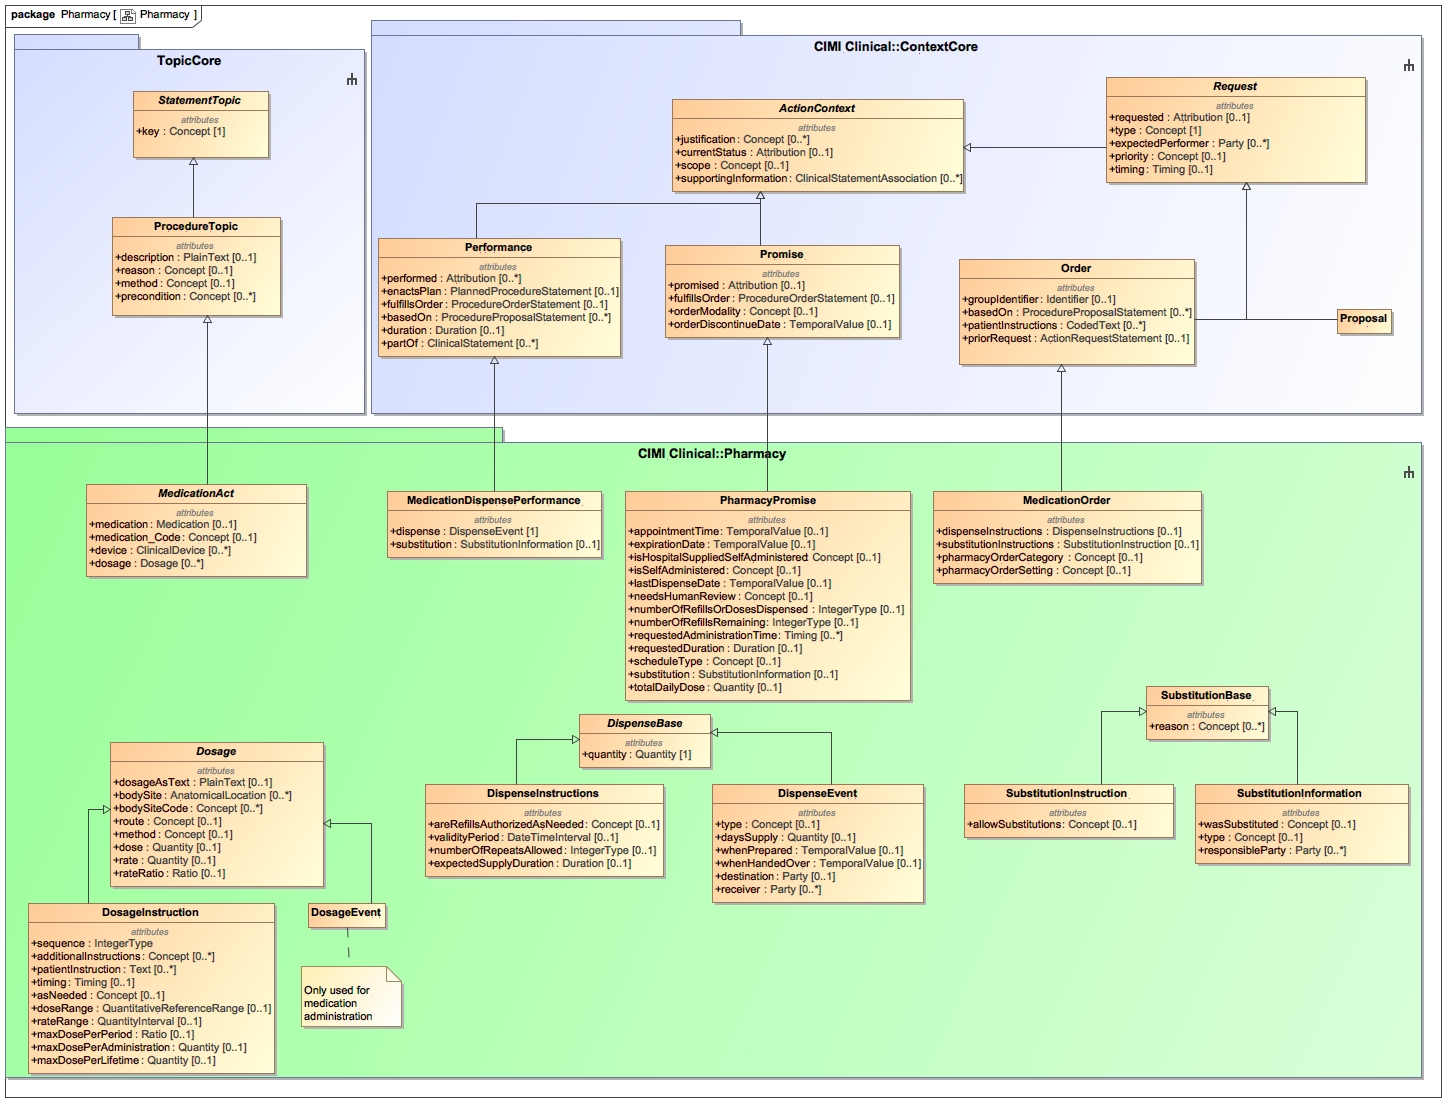 package Pharmacy [ Pharmacy ]
TopicCore
StatementTopic
attributes
+key : Concept [1]
ProcedureTopic
attributes
+description : PlainText [0..1]
+reason : Concept [0..1]
+method : Concept [0..1]
+precondition : Concept [0..*]
CIMI Clinical::ContextCore
ActionContext
attributes
+justification : Concept [0..*]
+currentStatus : Attribution [0..1]
+scope : Concept [0..1]
+supportingInformation : ClinicalStatementAssociation [0..*]
Request
attributes
+requested : Attribution [0..1]
+type : Concept [1]
+expectedPerformer : Party [0..*]
+priority : Concept [0..1]
+timing : Timing [0..1]
Performance
attributes
+performed : Attribution [0..*]
+enactsPlan : PlannedProcedureStatement [0..1]
+fulfillsOrder : ProcedureOrderStatement [0..1]
+basedOn : ProcedureProposalStatement [0..*]
+duration : Duration [0..1]
+partOf : ClinicalStatement [0..*]
Promise
attributes
+promised : Attribution [0..1]
+fulfillsOrder : ProcedureOrderStatement [0..1]
+orderModality : Concept [0..1]
+orderDiscontinueDate : TemporalValue [0..1]
Order
attributes
+groupIdentifier : Identifier [0..1]
+basedOn : ProcedureProposalStatement [0..*]
+patientInstructions : CodedText [0..*]
+priorRequest : ActionRequestStatement [0..1]
Proposal
CIMI Clinical::Pharmacy
MedicationAct
attributes
+medication : Medication [0..1]
+medication_Code : Concept [0..1]
+device : ClinicalDevice [0..*]
+dosage : Dosage [0..*]
MedicationDispensePerformance
attributes
+dispense : DispenseEvent [1]
+substitution : SubstitutionInformation [0..1]
PharmacyPromise
attributes
+appointmentTime : TemporalValue [0..1]
+expirationDate : TemporalValue [0..1]
+isHospitalSuppliedSelfAdministered : Concept [0..1]
+isSelfAdministered : Concept [0..1]
+lastDispenseDate : TemporalValue [0..1]
+needsHumanReview : Concept [0..1]
+numberOfRefillsOrDosesDispensed : IntegerType [0..1]
+numberOfRefillsRemaining : IntegerType [0..1]
+requestedAdministrationTime : Timing [0..*]
+requestedDuration : Duration [0..1]
+scheduleType : Concept [0..1]
+substitution : SubstitutionInformation [0..1]
+totalDailyDose : Quantity [0..1]
MedicationOrder
attributes
+dispenseInstructions : DispenseInstructions [0..1]
+substitutionInstructions : SubstitutionInstruction [0..1]
+pharmacyOrderCategory : Concept [0..1]
+pharmacyOrderSetting : Concept [0..1]
Dosage
attributes
+dosageAsText : PlainText [0..1]
+bodySite : AnatomicalLocation [0..*]
+bodySiteCode : Concept [0..*]
+route : Concept [0..1]
+method : Concept [0..1]
+dose : Quantity [0..1]
+rate : Quantity [0..1]
+rateRatio : Ratio [0..1]
DispenseBase
attributes
+quantity : Quantity [1]
SubstitutionBase
attributes
+reason : Concept [0..*]
DispenseInstructions
attributes
+areRefillsAuthorizedAsNeeded : Concept [0..1]
+validityPeriod : DateTimeInterval [0..1]
+numberOfRepeatsAllowed : IntegerType [0..1]
+expectedSupplyDuration : Duration [0..1]
DispenseEvent
attributes
+type : Concept [0..1]
+daysSupply : Quantity [0..1]
+whenPrepared : TemporalValue [0..1]
+whenHandedOver : TemporalValue [0..1]
+destination : Party [0..1]
+receiver : Party [0..*]
SubstitutionInstruction
attributes
+allowSubstitutions : Concept [0..1]
SubstitutionInformation
attributes
+wasSubstituted : Concept [0..1]
+type : Concept [0..1]
+responsibleParty : Party [0..*]
DosageInstruction
attributes
+sequence : IntegerType
+additionalInstructions : Concept [0..*]
+patientInstruction : Text [0..*]
+timing : Timing [0..1]
+asNeeded : Concept [0..1]
+doseRange : QuantitativeReferenceRange [0..1]
+rateRange : QuantityInterval [0..1]
+maxDosePerPeriod : Ratio [0..1]
+maxDosePerAdministration : Quantity [0..1]
+maxDosePerLifetime : Quantity [0..1]
DosageEvent
Only used for
medication
administration